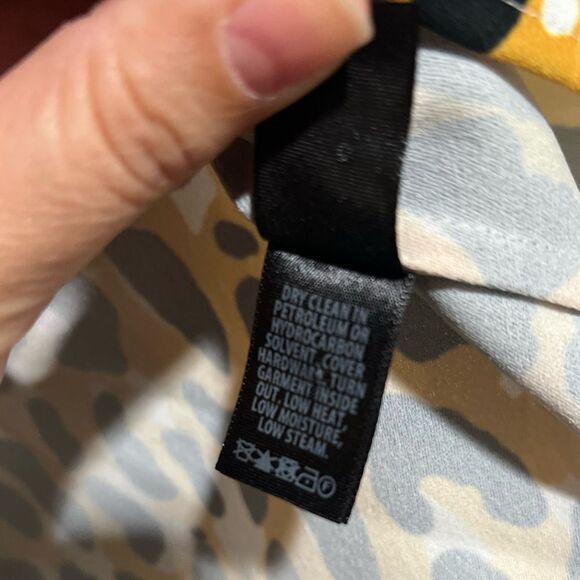 DRY CLEAN IN
PETROLEUM OR
HYDROCARBON
SOLVENT. COVER
HARDWARE. TURN
GARMENT INSIDE
OUT. LOW HEAT,
LOW MOISTURE,
LOW STEAM.
F